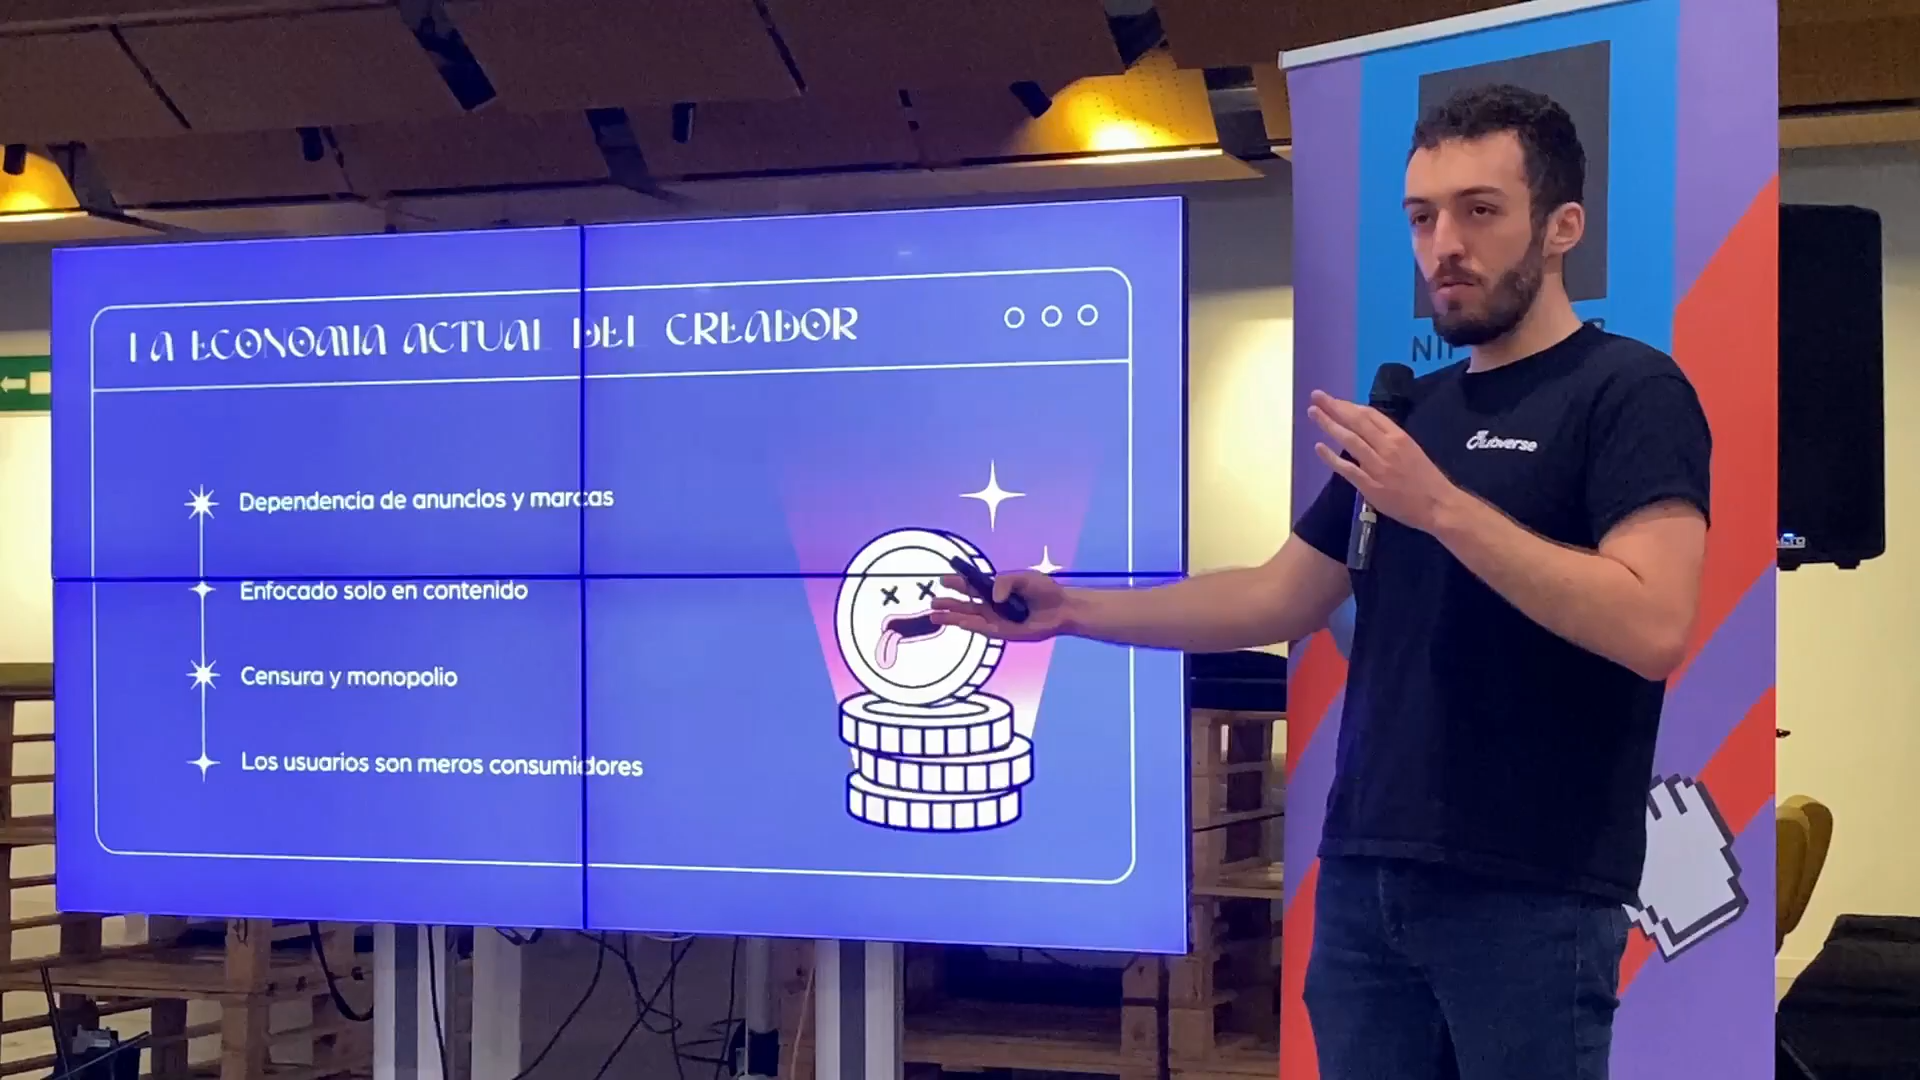 LA ECONOMIA ACTUAL DEL CREADOR
Dependencia de anuncios y marcas
Enfocado solo en contenido
Censura y monopolio
Los usuarios son meros consumidores
Clubverse